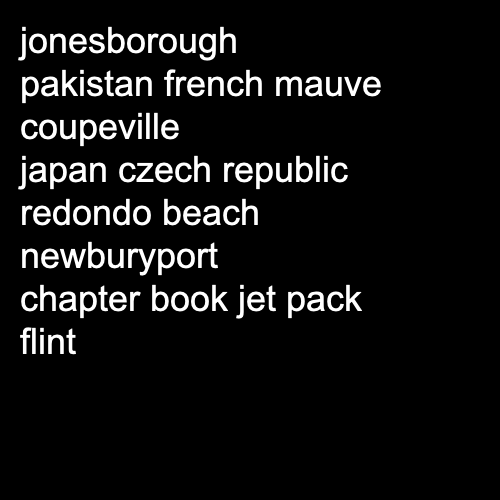 jonesborough
pakistan french mauve
coupeville
japan czech republic
redondo beach
newburyport
chapter book jet pack
flint